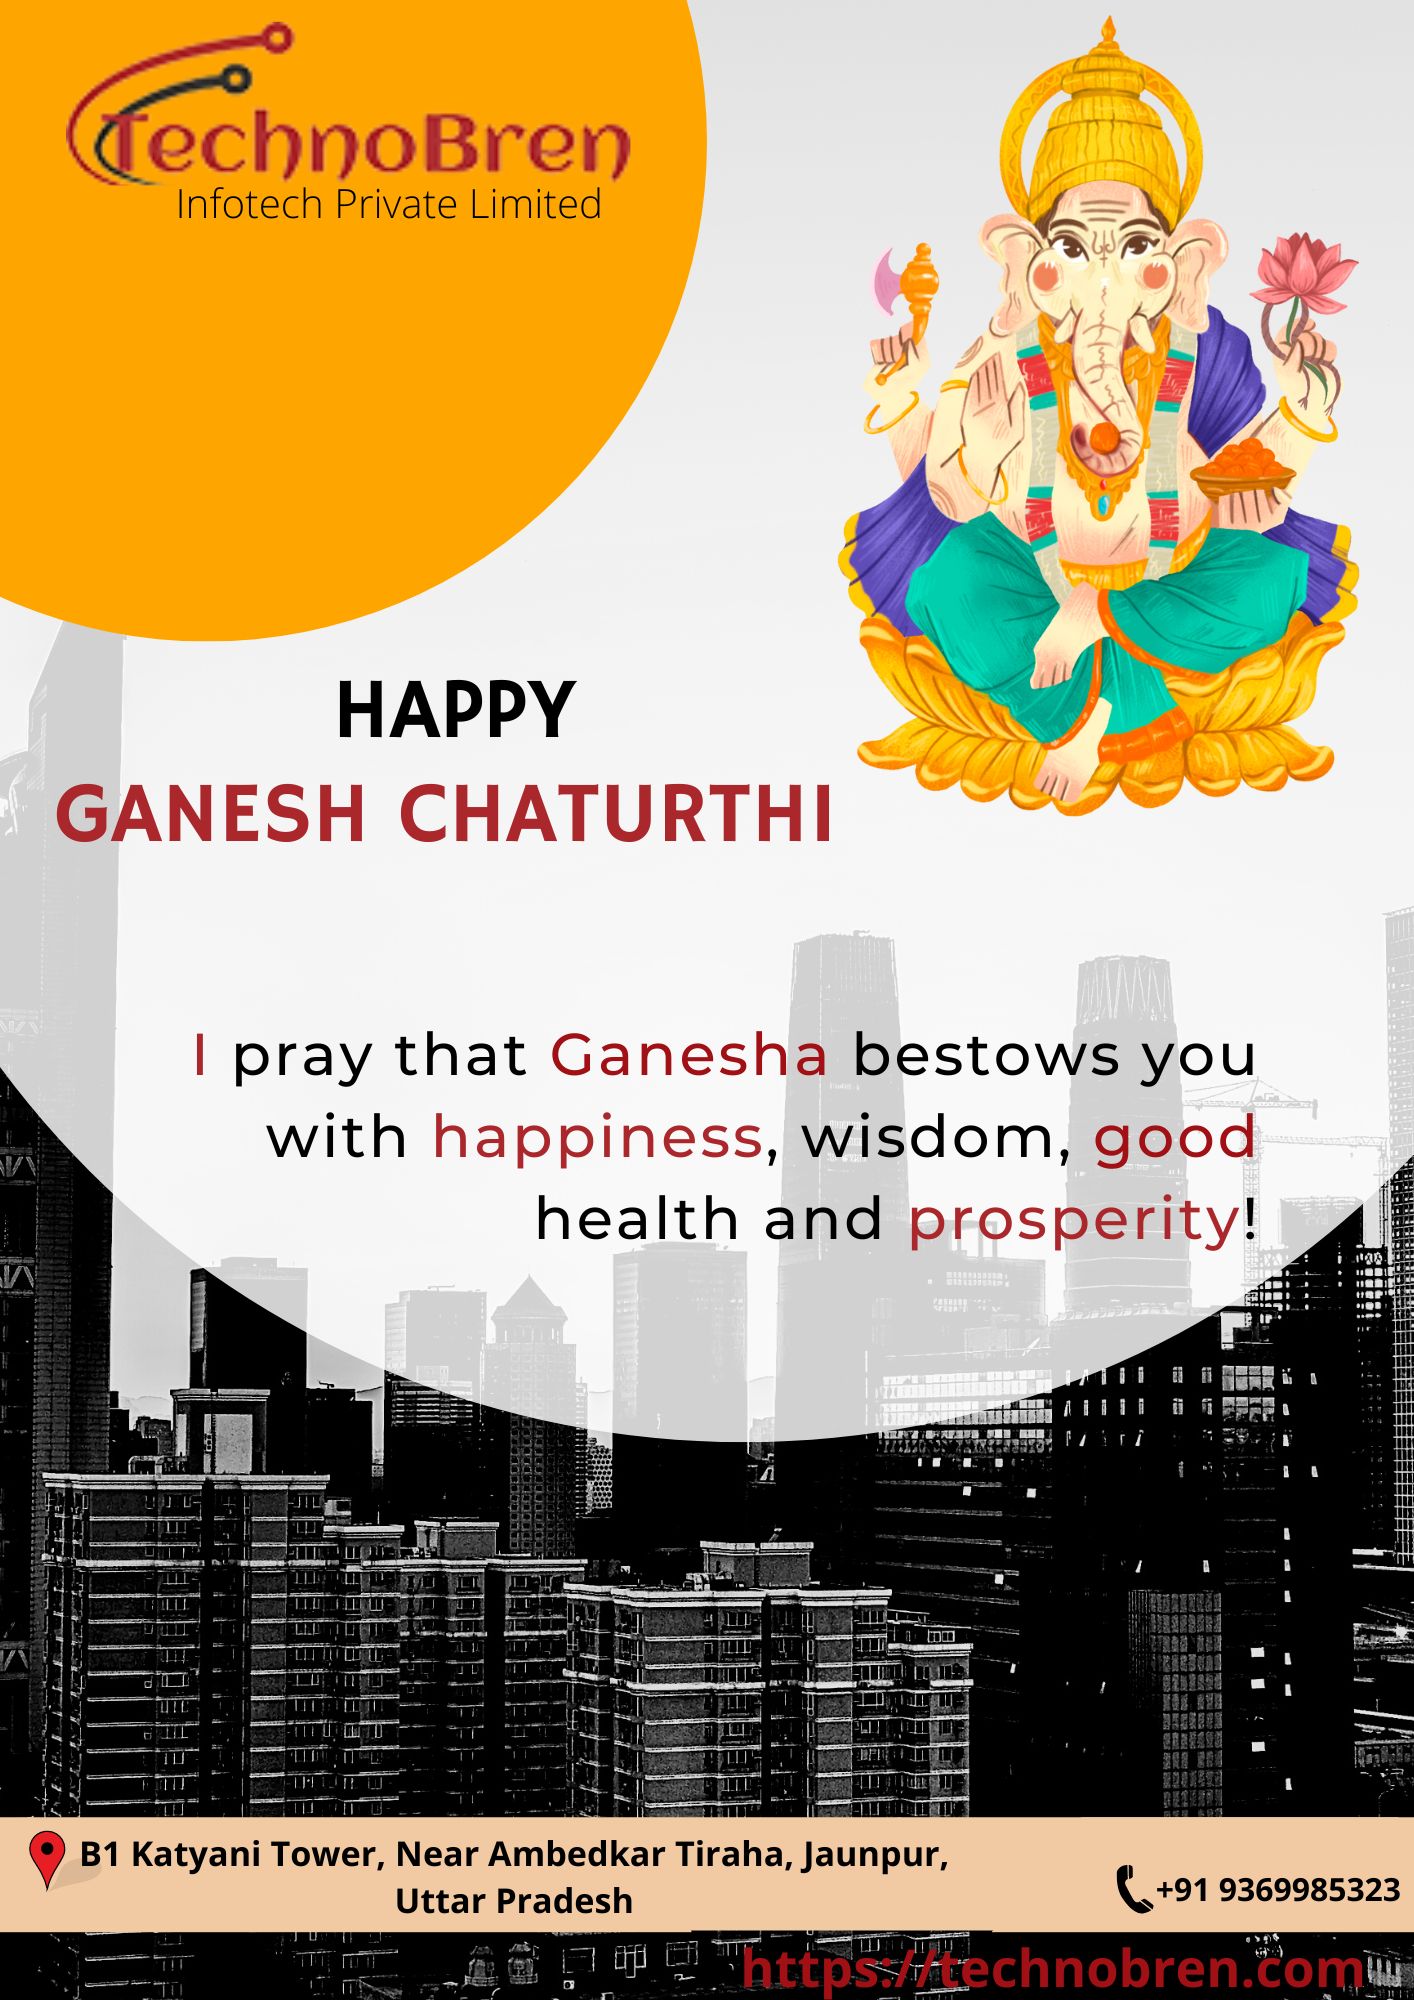 TechnoBren
Infotech Private Limited
HAPPY
GANESH CHATURTHI
I pray that Ganesha bestows you
with happiness, wisdom, good
health and prosperity!
B1 Katyani Tower, Near Ambedkar Tiraha, Jaunpur,
Uttar Pradesh
+91 9369985323
https://technobren.com